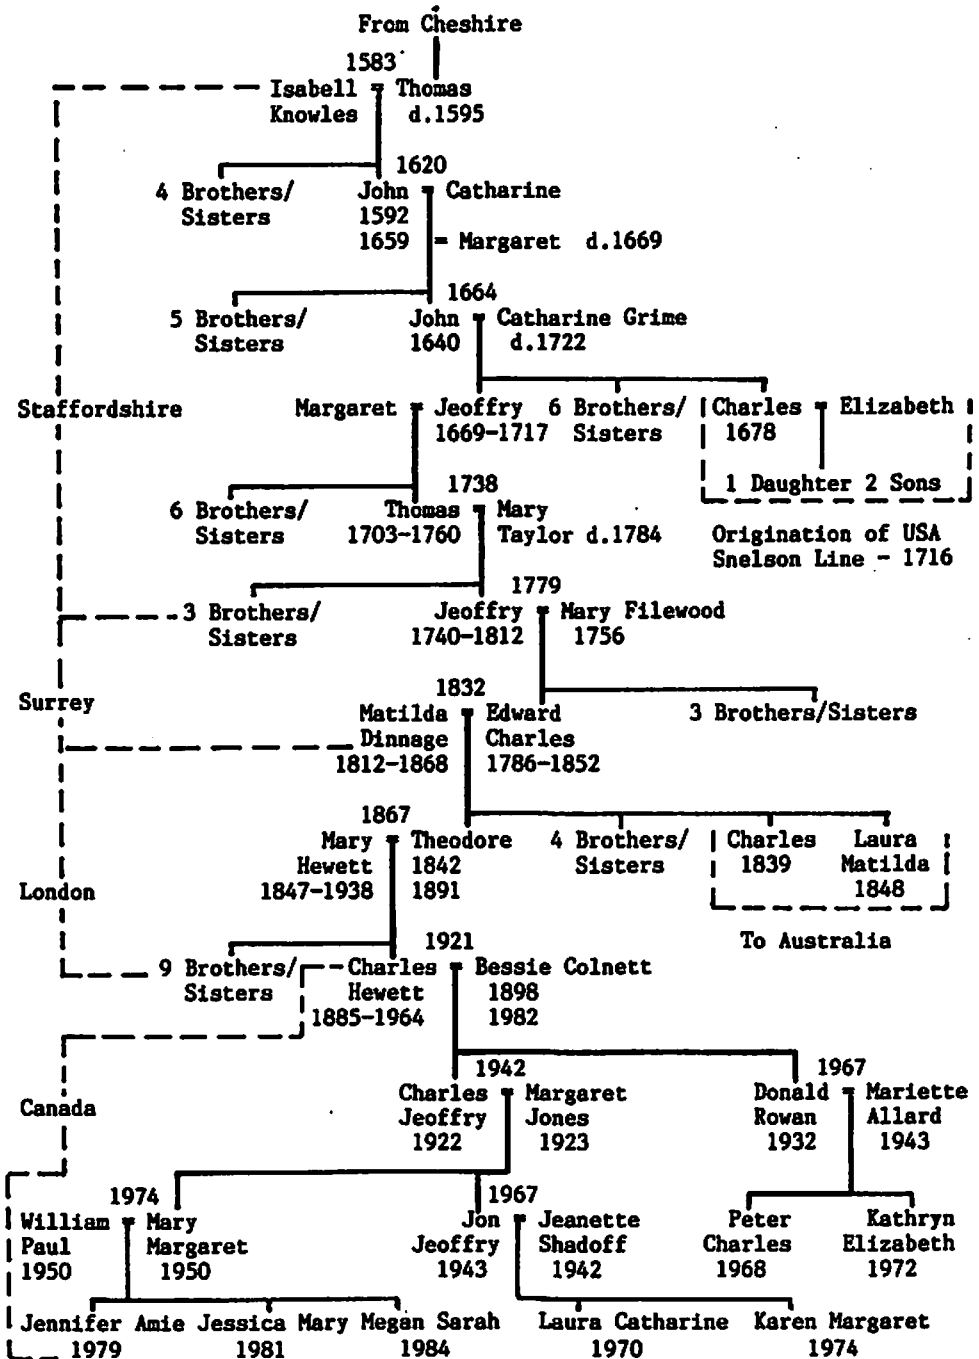 From Cheshire
1583
Isabell = Thomas
Knowles d.1595
1620
4 Brothers/ John = Catharine
Sisters 1592
1659 = Margaret d.1669
1664
5 Brothers/ John = Catharine Grime
Sisters 1640 d.1722
Staffordshire Margaret = Jeoffry 6 Brothers/ Charles = Elizabeth
1669-1717 Sisters 1678
1738 1 Daughter 2 Sons
6 Brothers/ Thomas = Mary
Sisters 1703-1760 Taylor d.1784 Origination of USA
Snelson Line - 1716
1779
3 Brothers/ Jeoffry = Mary Filewood
Sisters 1740-1812 1756
1832
Surrey
Matilda = Edward 3 Brothers/Sisters
Dinnage Charles
1812-1868 1786-1852
1867
Mary = Theodore 4 Brothers/ Charles Laura
Hewett 1842 Sisters 1839 Matilda
London 1847-1938 1891 1848
1921 To Australia
9 Brothers/ Charles = Bessie Colnett
Sisters Hewett 1898
1885-1964 1982
1942 1967
Charles = Margaret Donald = Mariette
Canada Jeoffry Jones Rowan Allard
1922 1923 1932 1943
1974 1967
William = Mary Jon = Jeanette Peter Kathryn
Paul Margaret Jeoffry Shadoff Charles Elizabeth
1950 1950 1943 1942 1968 1972
Jennifer Amie Jessica Mary Megan Sarah Laura Catharine Karen Margaret
1979 1981 1984 1970 1974